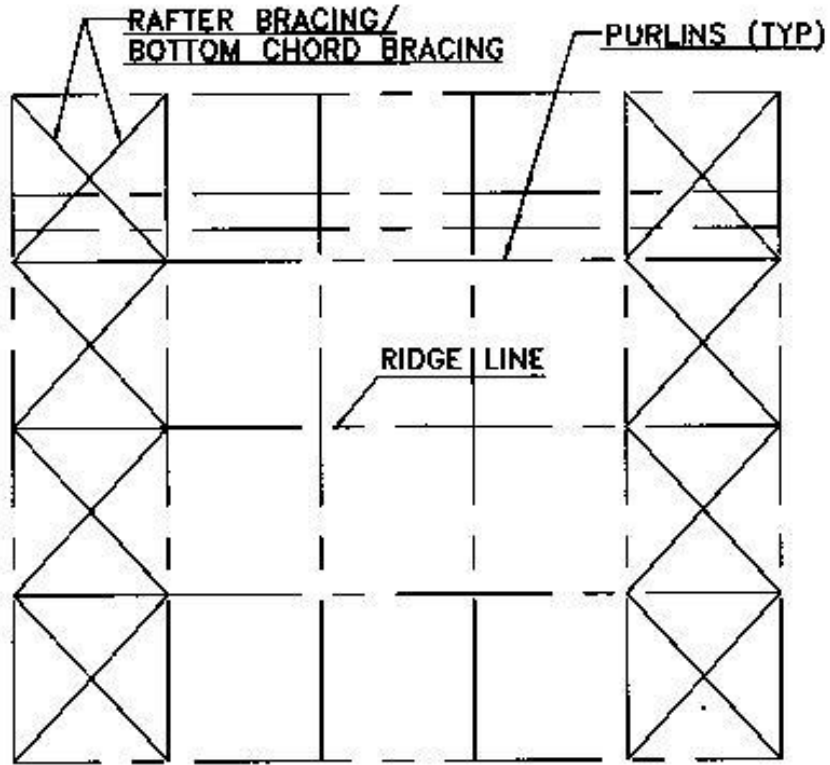 RAFTER BRACING/
BOTTOM CHORD BRACING
PURLINS (TYP)
RIDGE LINE